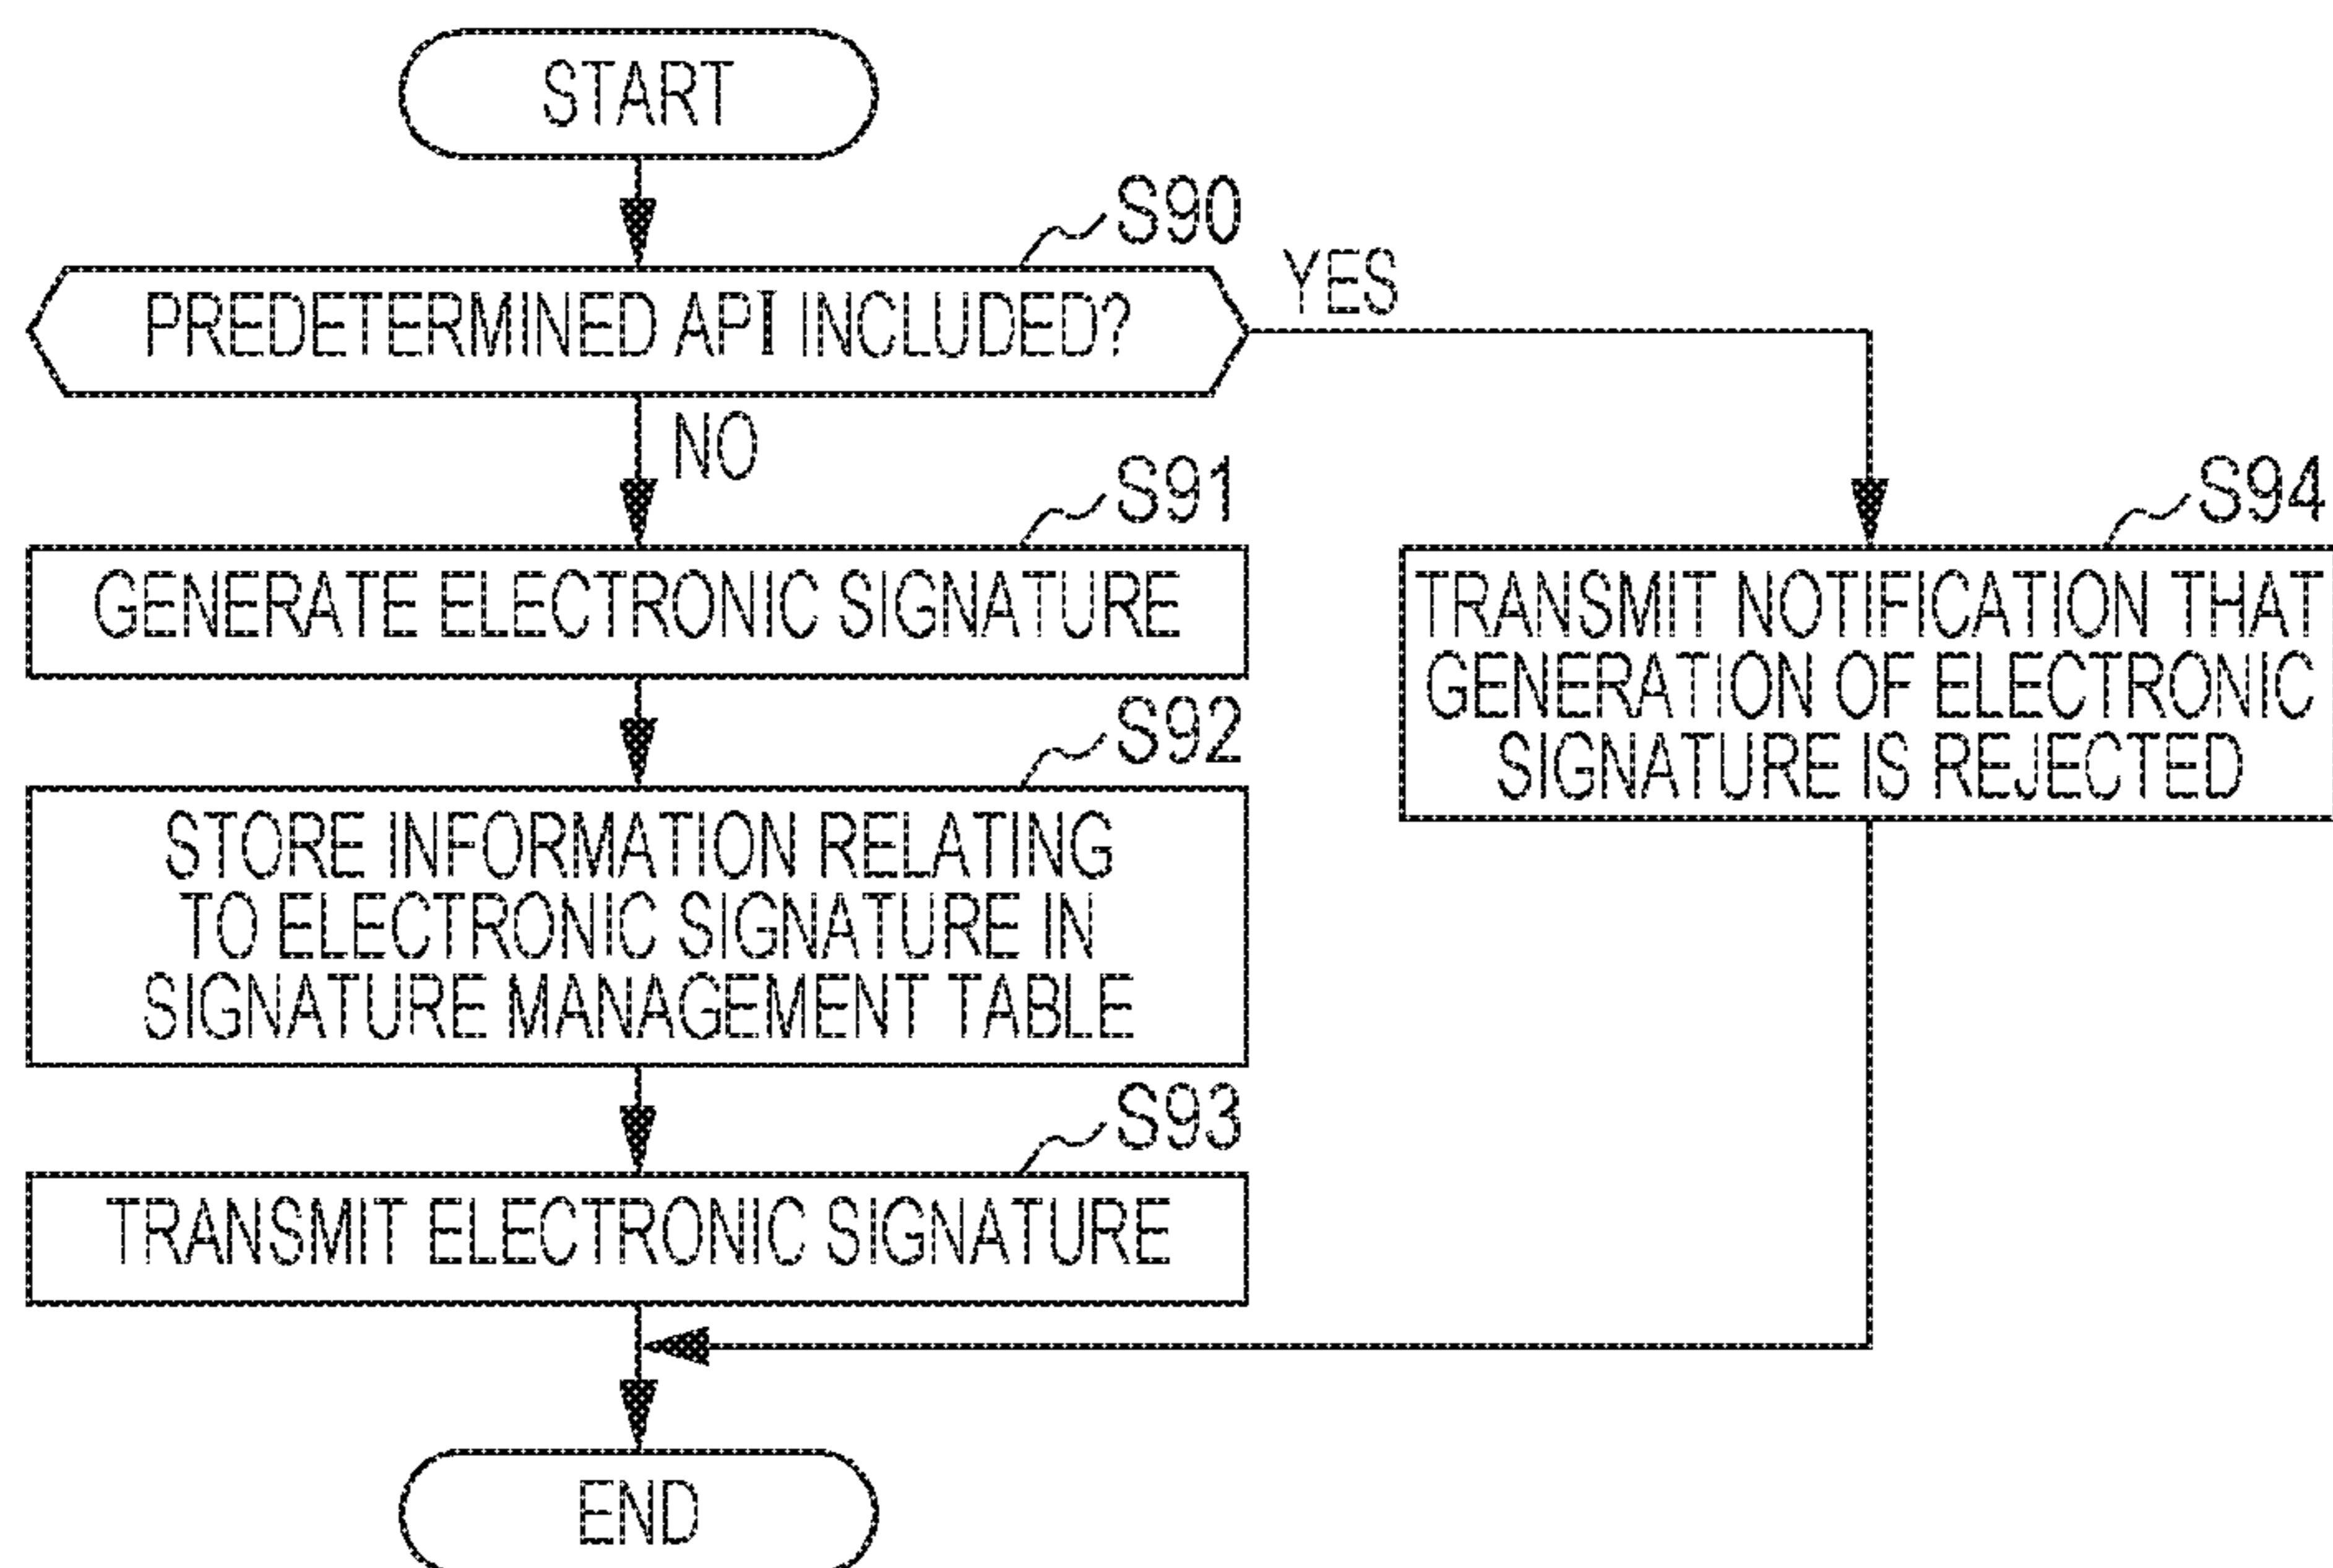 START
S90
PREDETERMINED API INCLUDED?
YES
NO
S91
GENERATE ELECTRONIC SIGNATURE
S92
STORE INFORMATION RELATING
TO ELECTRONIC SIGNATURE IN
SIGNATURE MANAGEMENT TABLE
S93
TRANSMIT ELECTRONIC SIGNATURE
S94
TRANSMIT NOTIFICATION THAT
GENERATION OF ELECTRONIC
SIGNATURE IS REJECTED
END